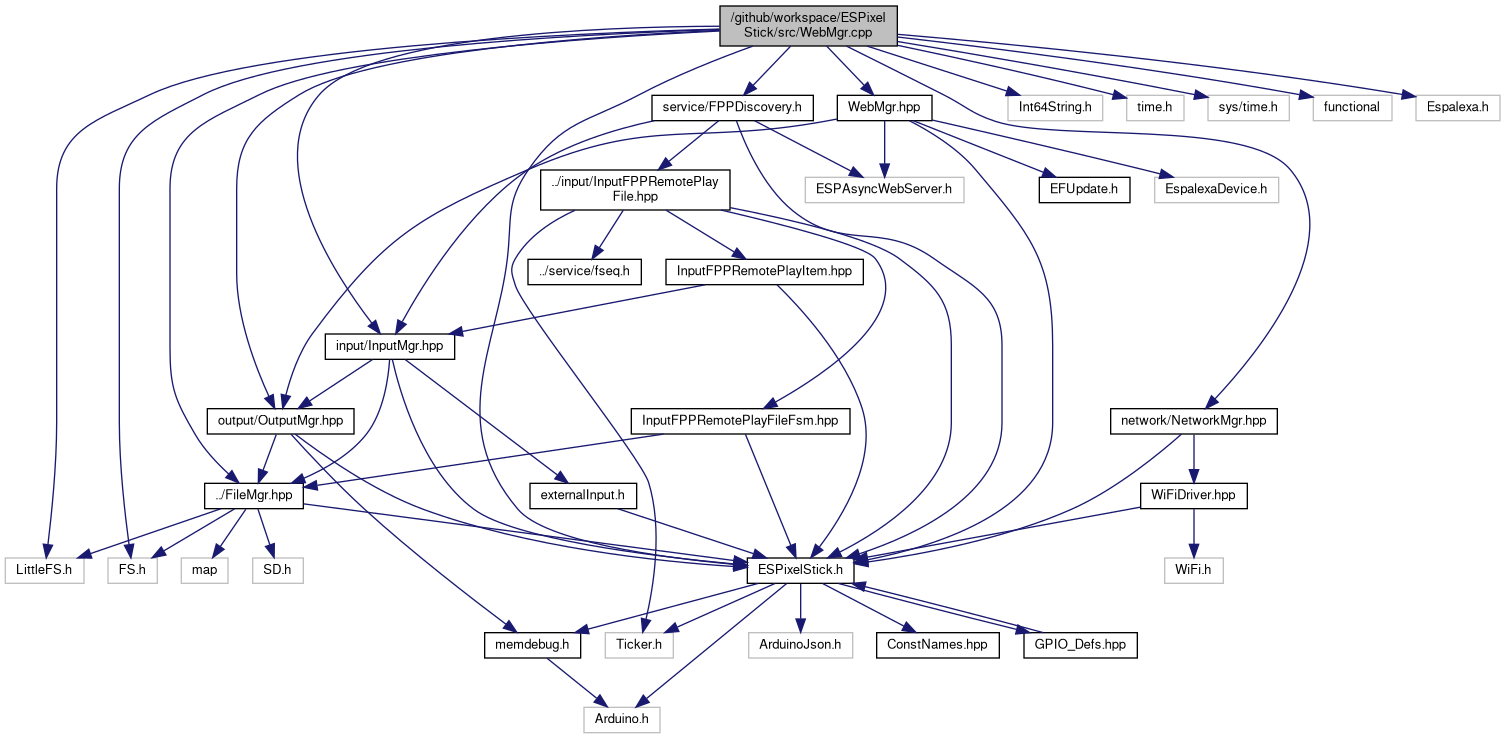 /github/workspace/ESPixel
Stick/src/WebMgr.cpp
service/FPPDiscovery.h
WebMgr.hpp
Int64String.h
time.h
sys/time.h
functional
Espalexa.h
../input/InputFPPRemotePlay
File.hpp
ESPAsyncWebServer.h
EFUpdate.h
EspalexaDevice.h
../service/fseq.h
InputFPPRemotePlayItem.hpp
input/InputMgr.hpp
output/OutputMgr.hpp
InputFPPRemotePlayFileFsm.hpp
network/NetworkMgr.hpp
../FileMgr.hpp
externalInput.h
WiFiDriver.hpp
LittleFS.h
FS.h
map
SD.h
ESPixelStick.h
WiFi.h
memdebug.h
Ticker.h
ArduinoJson.h
ConstNames.hpp
GPIO_Defs.hpp
Arduino.h